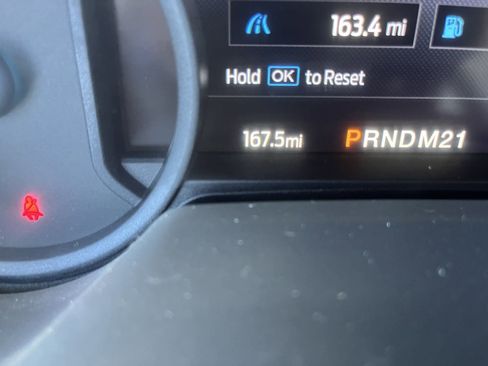 163.4 mi
Hold OK to Reset
167.5mi PRNDM21